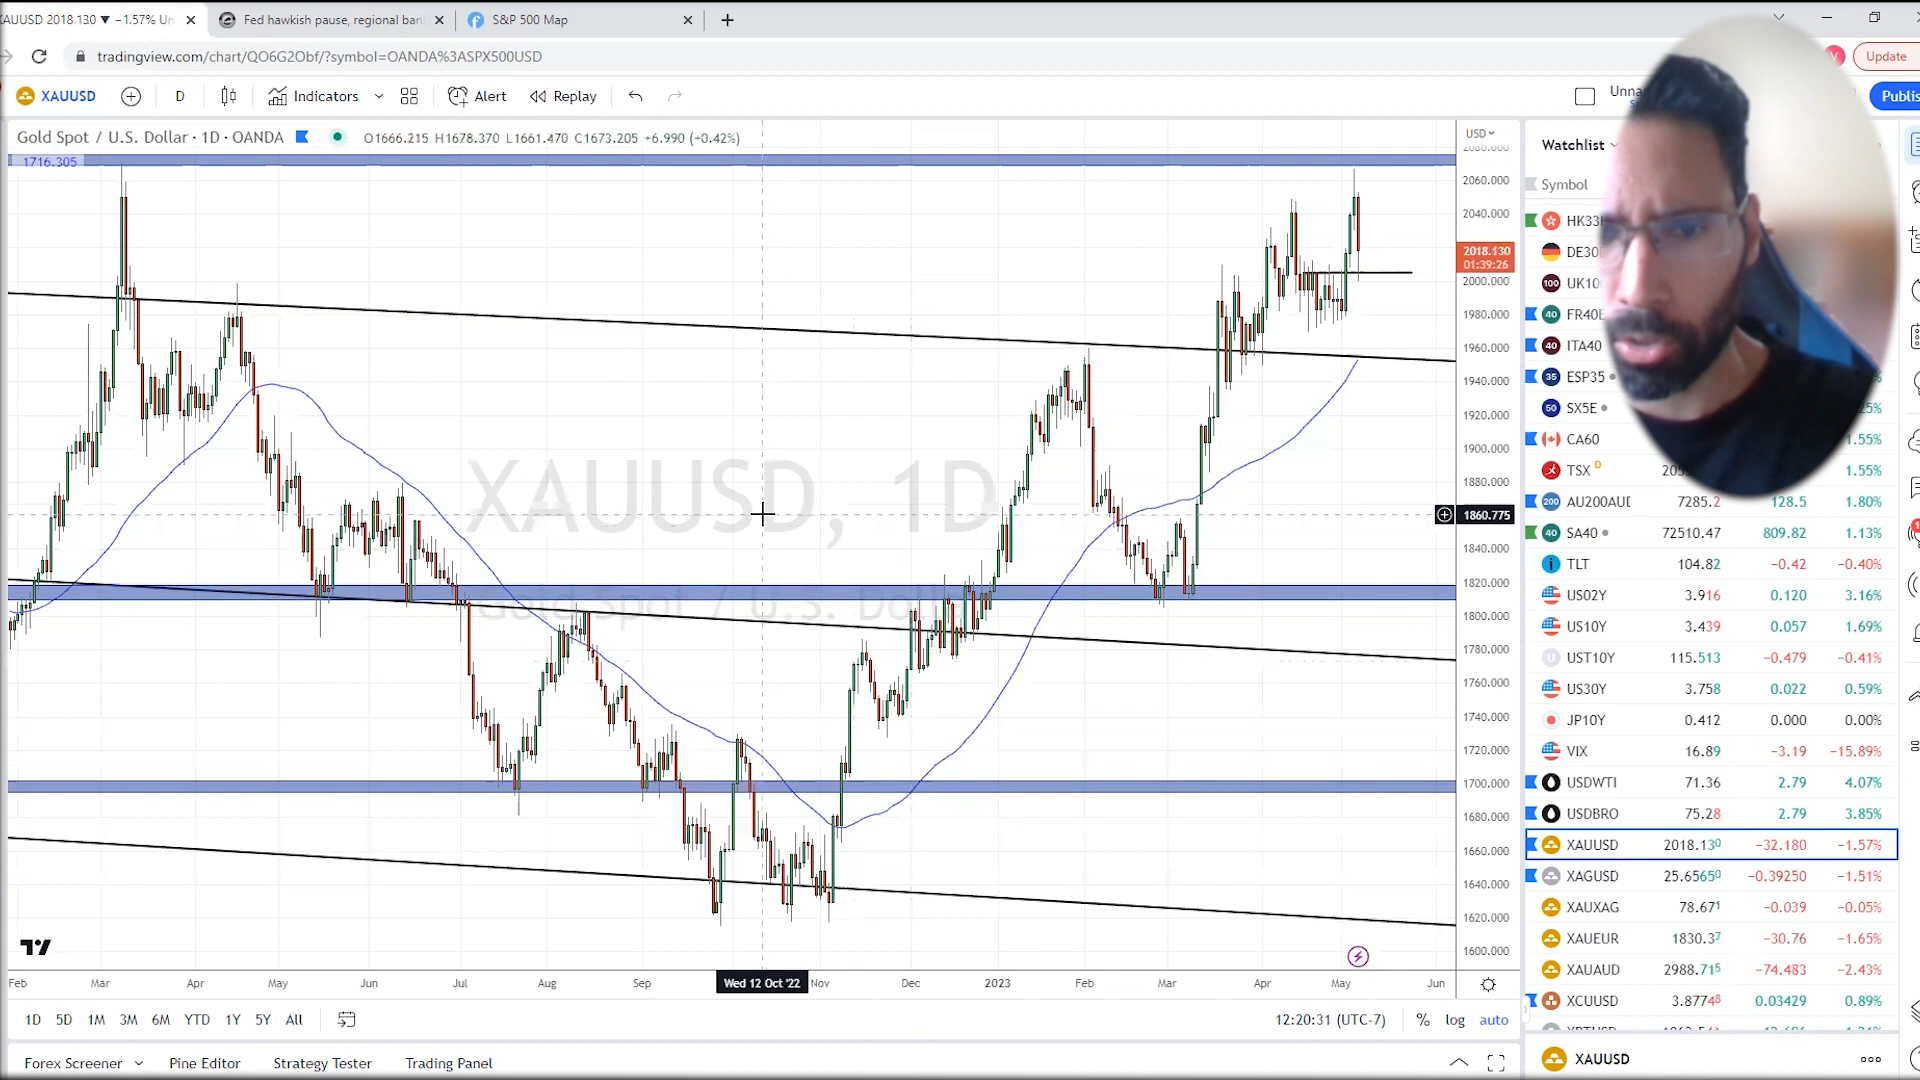 XAUUSD 2018.130 ▼ −1.57% Un
Fed hawkish pause, regional ban
S&P 500 Map
tradingview.com/chart/QO6G2Obf/?symbol=OANDA%3ASPX500USD
Update
XAUUSD
D
Indicators
Alert
Replay
Unna
Publis
Gold Spot / U.S. Dollar · 1D · OANDA
O1666.215 H1678.370 L1661.470 C1673.205 +6.990 (+0.42%)
USD
1716.305
2080.000
2060.000
2040.000
2018.130
01:39:26
2000.000
1980.000
1960.000
1940.000
1920.000
1900.000
1880.000
1860.775
1840.000
1820.000
1800.000
1780.000
1760.000
1740.000
1720.000
1700.000
1680.000
1660.000
1640.000
1620.000
1600.000
XAUUSD, 1D
Gold Spot / U.S. Dolla
Feb Mar Apr May Jun Jul Aug Sep Wed 12 Oct '22 Nov Dec 2023 Feb Mar Apr May Jun
1D 5D 1M 3M 6M YTD 1Y 5Y All
12:20:31 (UTC-7) % log auto
Forex Screener Pine Editor Strategy Tester Trading Panel
Watchlist
Symbol
HK33
DE30
UK10
FR40E
ITA40
ESP35
SX5E
CA60 1.55%
TSX D 1.55%
AU200AUD 7285.2 128.5 1.80%
SA40 72510.47 809.82 1.13%
TLT 104.82 −0.42 −0.40%
US02Y 3.916 0.120 3.16%
US10Y 3.439 0.057 1.69%
UST10Y 115.513 −0.479 −0.41%
US30Y 3.758 0.022 0.59%
JP10Y 0.412 0.000 0.00%
VIX 16.89 −3.19 −15.89%
USDWTI 71.36 2.79 4.07%
USDBRO 75.28 2.79 3.85%
XAUUSD 2018.130 −32.180 −1.57%
XAGUSD 25.65650 −0.39250 −1.51%
XAUXAG 78.671 −0.039 −0.05%
XAUEUR 1830.37 −30.76 −1.65%
XAUAUD 2988.715 −74.483 −2.43%
XCUUSD 3.87748 0.03429 0.89%
XAUUSD